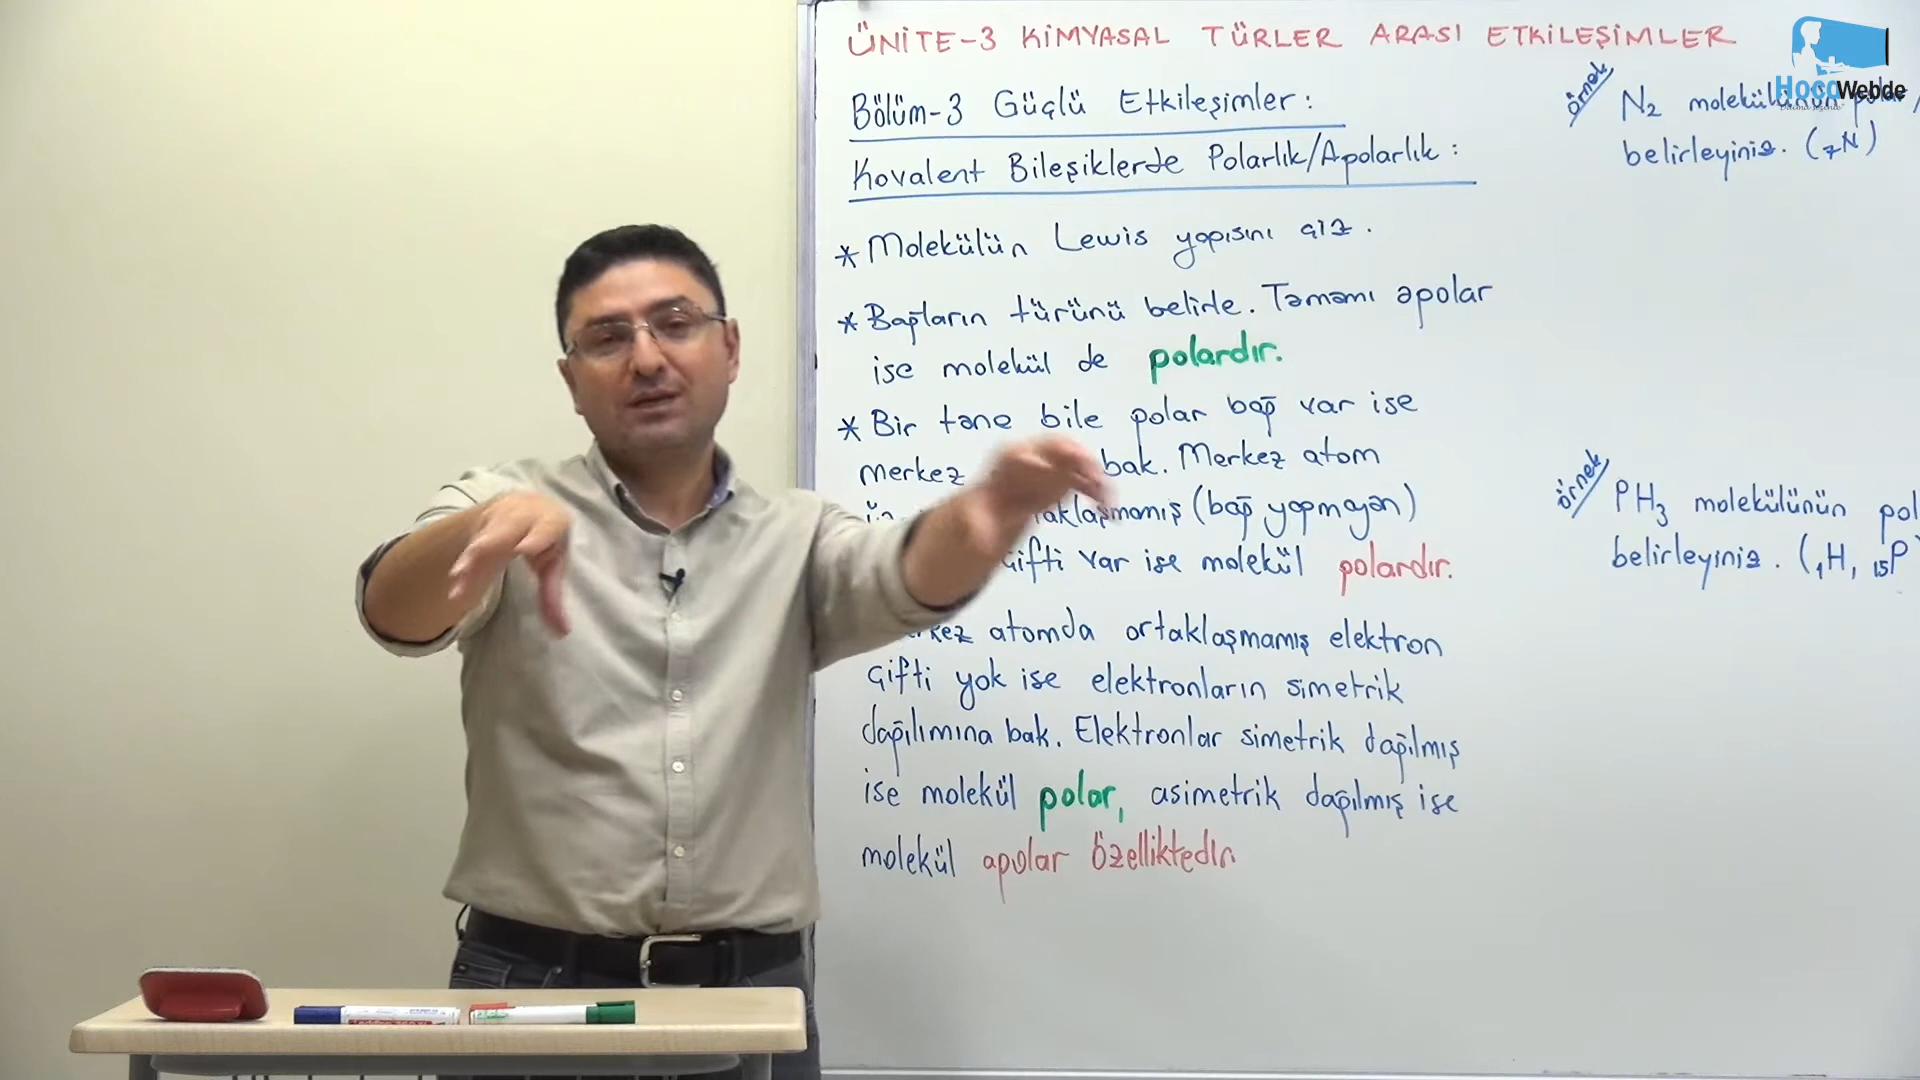 ÜNİTE-3 KİMYASAL TÜRLER ARASI ETKİLEŞİMLER
Bölüm-3 Güçlü Etkileşimler:
Kovalent Bileşiklerde Polarlık/Apolarlık:
* Molekülün Lewis yapısını çiz.
* Bağların türünü belirle. Tamamı apolar
ise molekül de polardır.
* Bir tane bile polar bağ var ise
merkez bak. Merkez atom
(bağ yapmayan)
var ise molekül polardır.
atomda ortaklaşmamış elektron
çifti yok ise elektronların simetrik
dağılımına bak. Elektronlar simetrik dağılmış
ise molekül polar, asimetrik dağılmış ise
molekül apolar özelliktedir
örnek
N₂ molekülünün
belirleyiniz. (₇N)
örnek
PH₃ molekülünün pol
belirleyiniz. (₁H, ₁₅P
HocaWebde